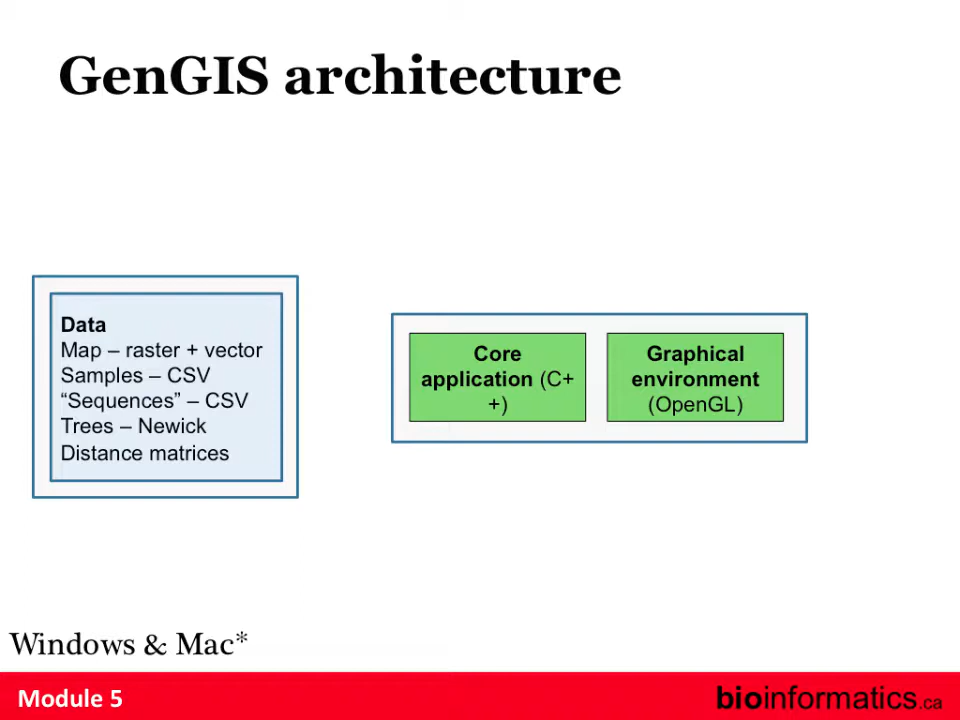 GenGIS architecture
Data
Map – raster + vector
Samples – CSV
“Sequences” – CSV
Trees – Newick
Distance matrices
Core
application (C+
+)
Graphical
environment
(OpenGL)
Windows & Mac*
Module 5
bioinformatics.ca